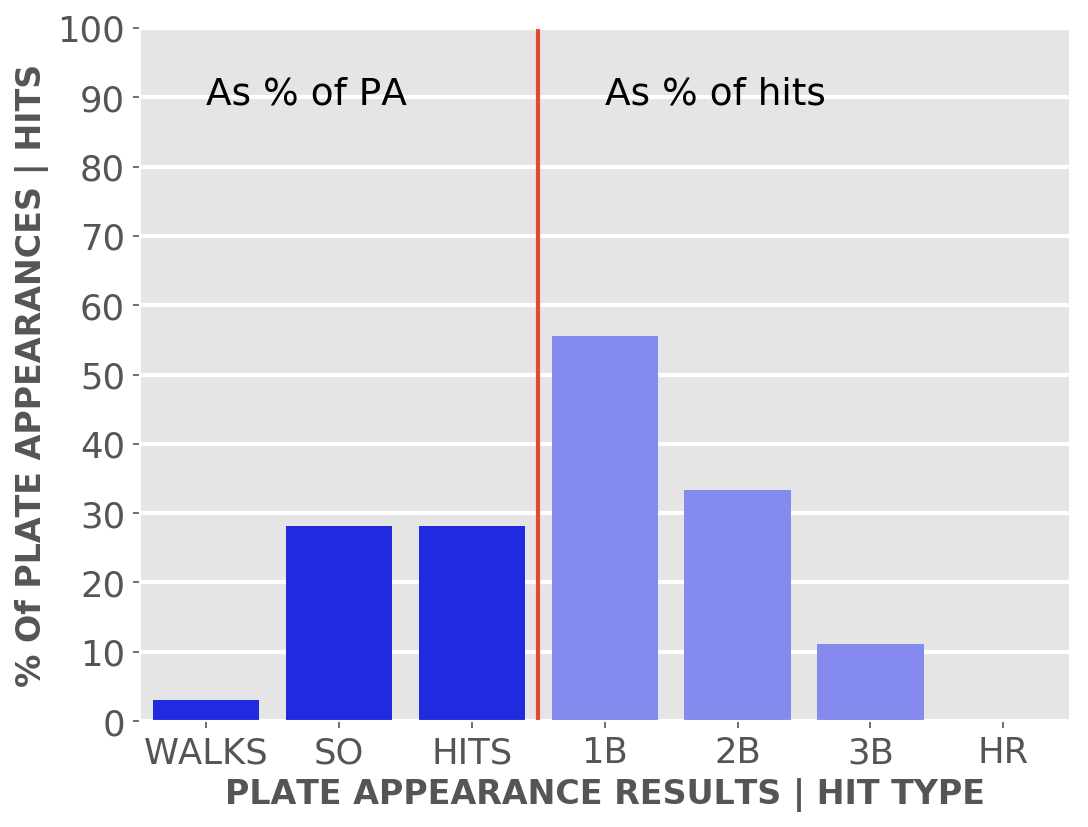 % Of PLATE APPEARANCES | HITS
100
90
80
70
60
50
40
30
20
10
0
As % of PA
As % of hits
WALKS SO HITS 1B 2B 3B HR
PLATE APPEARANCE RESULTS | HIT TYPE